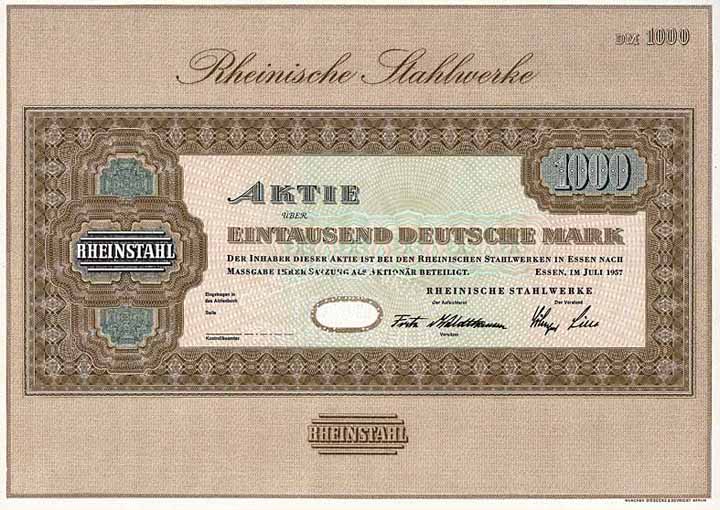 DM 1000
Rheinische Stahlwerke
1000
AKTIE
ÜBER
EINTAUSEND DEUTSCHE MARK
RHEINSTAHL
DER INHABER DIESER AKTIE IST BEI DEN RHEINISCHEN STAHLWERKEN IN ESSEN NACH
MASSGABE IHRER SATZUNG ALS AKTIONÄR BETEILIGT. ESSEN, IM JULI 1957
RHEINISCHE STAHLWERKE
Eingetragen in
das Aktienbuch
Der Aufsichtsrat Der Vorstand
Seite
Fritz
Vorsitzer
Kontrollbeamter
RHEINSTAHL